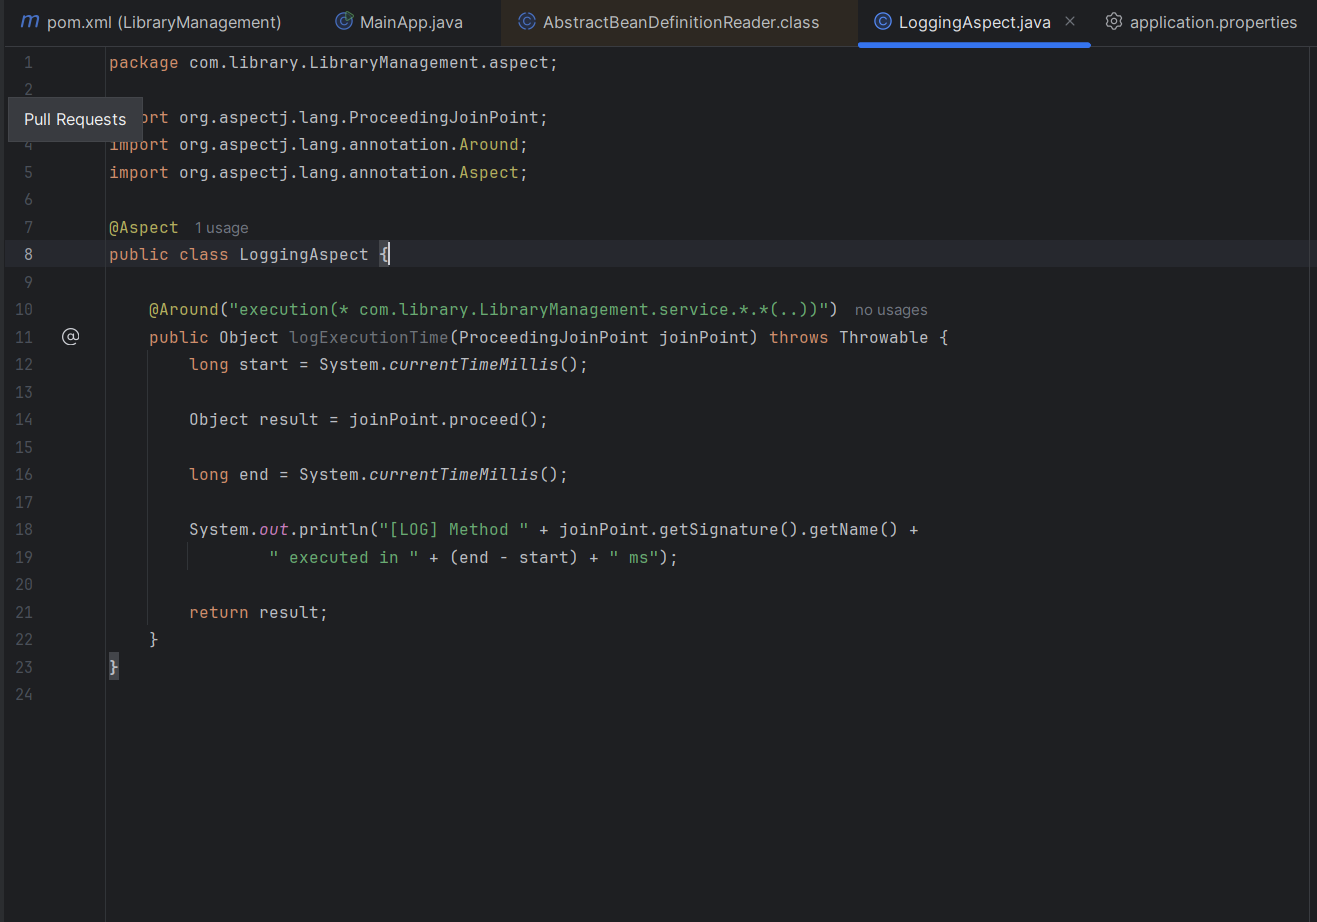 pom.xml (LibraryManagement) MainApp.java AbstractBeanDefinitionReader.class LoggingAspect.java application.properties
1 package com.library.LibraryManagement.aspect;
2
Pull Requests
ort org.aspectj.lang.ProceedingJoinPoint;
4 import org.aspectj.lang.annotation.Around;
5 import org.aspectj.lang.annotation.Aspect;
6
7 @Aspect 1 usage
8 public class LoggingAspect {
9
10 @Around("execution(* com.library.LibraryManagement.service.*.*(..))") no usages
11 @ public Object logExecutionTime(ProceedingJoinPoint joinPoint) throws Throwable {
12 long start = System.currentTimeMillis();
13
14 Object result = joinPoint.proceed();
15
16 long end = System.currentTimeMillis();
17
18 System.out.println("[LOG] Method " + joinPoint.getSignature().getName() +
19 " executed in " + (end - start) + " ms");
20
21 return result;
22 }
23 }
24